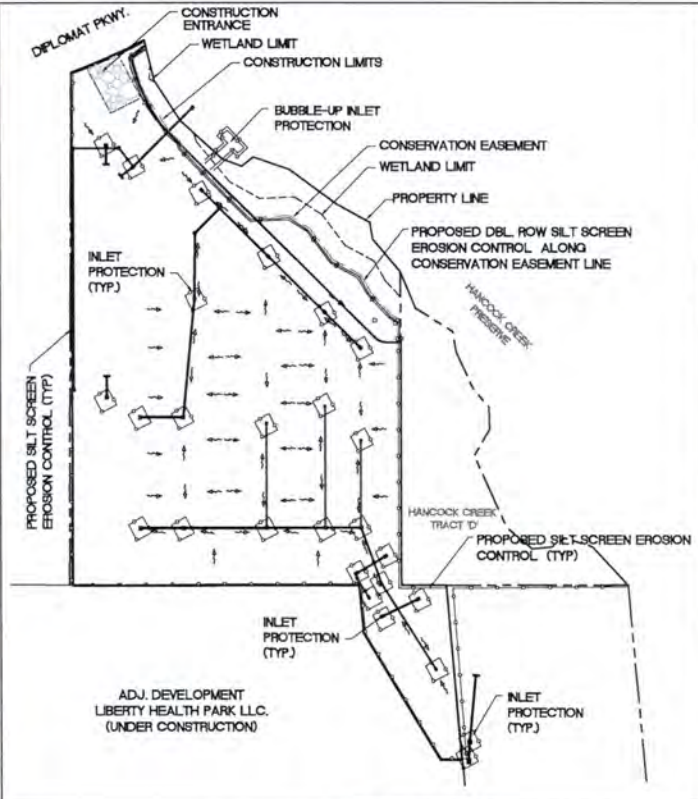 DIPLOMAT PKWY.
CONSTRUCTION
ENTRANCE
WETLAND LIMIT
CONSTRUCTION LIMITS
BUBBLE-UP INLET
PROTECTION
CONSERVATION EASEMENT
WETLAND LIMIT
PROPERTY LINE
PROPOSED DBL. ROW SILT SCREEN
EROSION CONTROL ALONG
CONSERVATION EASEMENT LINE
INLET
PROTECTION
(TYP.)
HANCOCK CREEK
PRESERVE
PROPOSED SILT SCREEN
EROSION CONTROL (TYP)
HANCOCK CREEK
TRACT 'D'
PROPOSED SILT SCREEN EROSION
CONTROL (TYP)
INLET
PROTECTION
(TYP.)
ADJ. DEVELOPMENT
LIBERTY HEALTH PARK LLC.
(UNDER CONSTRUCTION)
INLET
PROTECTION
(TYP.)